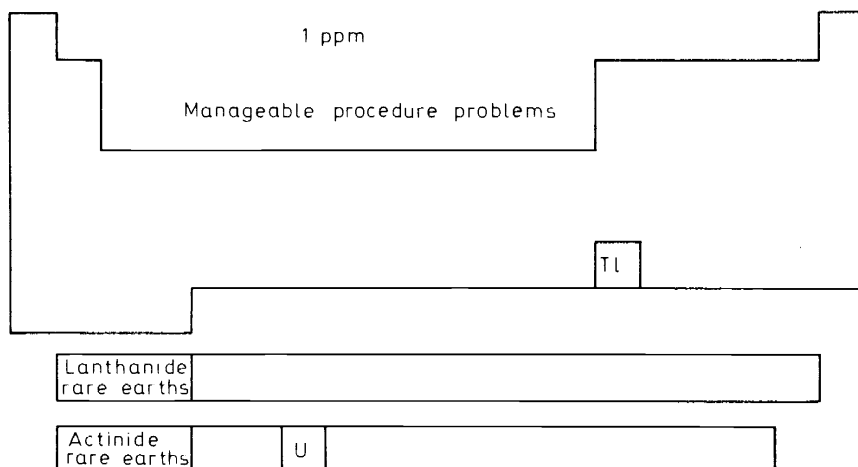 1 ppm
Manageable procedure problems
Tl
Lanthanide
rare earths
Actinide
rare earths
U